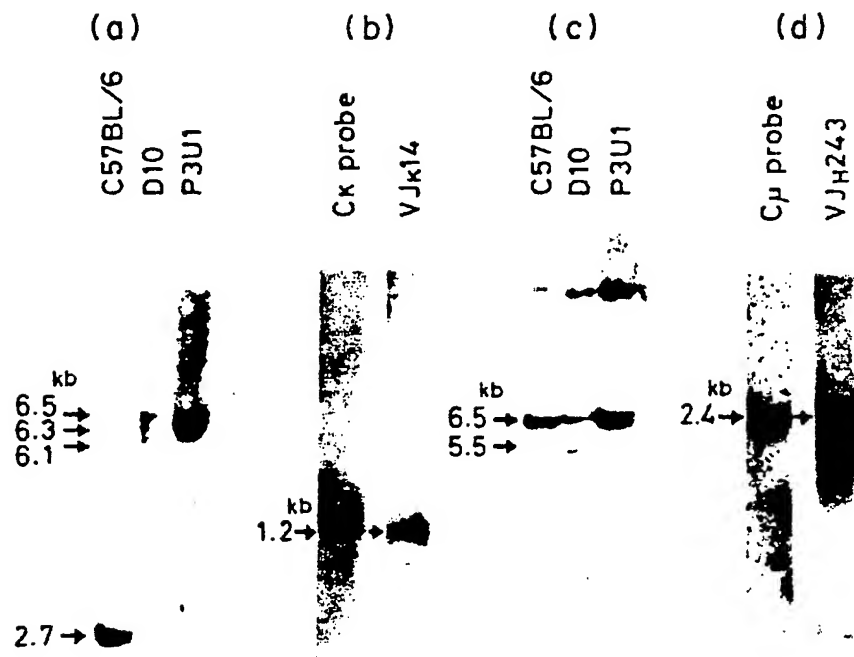 (a)
(b)
(c)
(d)
C57BL/6
D10
P3U1
Cκ probe
VJκ14
C57BL/6
D10
P3U1
Cμ probe
VJH243
kb
6.5→
6.3→
6.1→
2.7→
kb
1.2→ →
kb
6.5→
5.5→
kb
2.4→ →